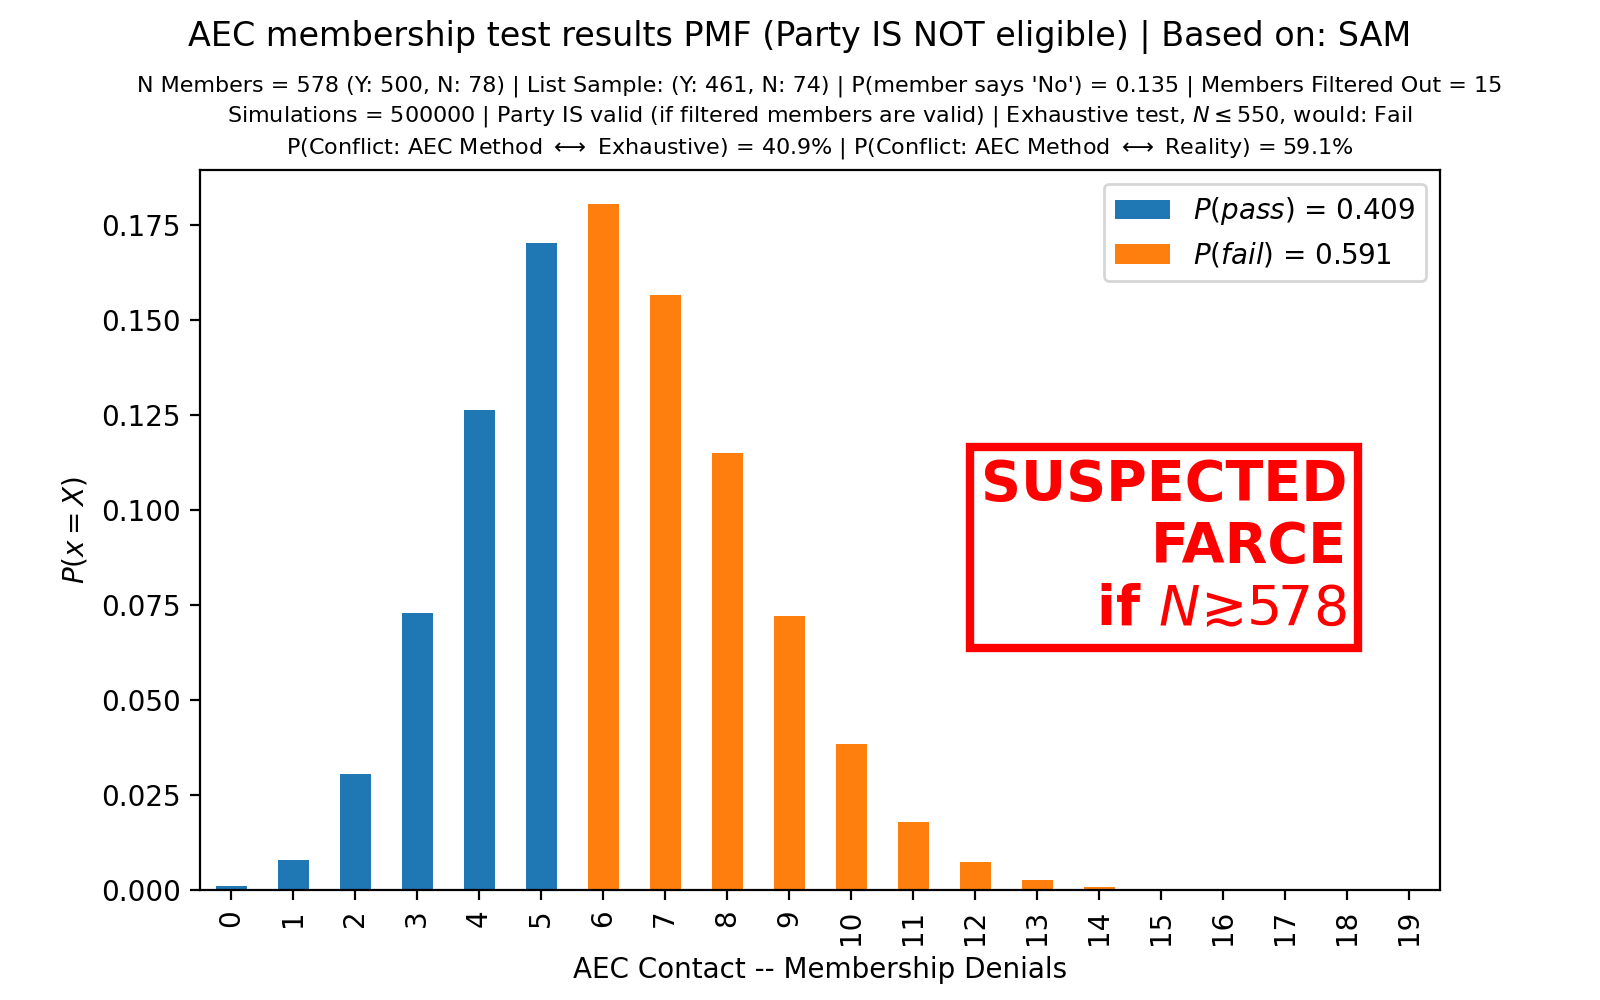 AEC membership test results PMF (Party IS NOT eligible) | Based on: SAM
N Members = 578 (Y: 500, N: 78) | List Sample: (Y: 461, N: 74) | P(member says 'No') = 0.135 | Members Filtered Out = 15
Simulations = 500000 | Party IS valid (if filtered members are valid) | Exhaustive test, N ≤ 550, would: Fail
P(Conflict: AEC Method ⟷ Exhaustive) = 40.9% | P(Conflict: AEC Method ⟷ Reality) = 59.1%
P(pass) = 0.409
P(fail) = 0.591
0.175
0.150
0.125
0.100
0.075
0.050
0.025
0.000
P(x = X)
SUSPECTED
FARCE
if N≳578
0 1 2 3 4 5 6 7 8 9 10 11 12 13 14 15 16 17 18 19
AEC Contact -- Membership Denials